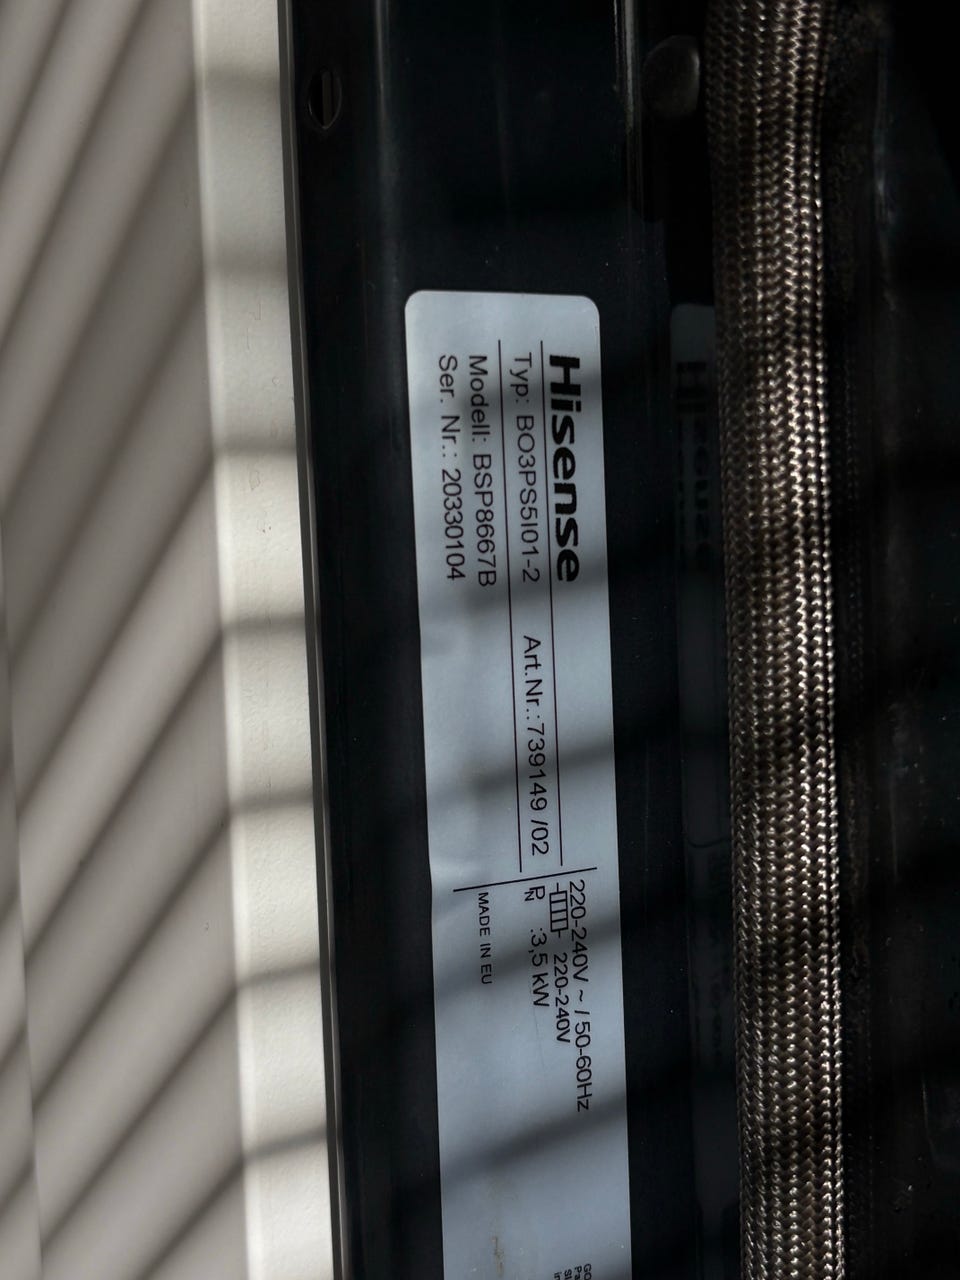 Hisense
Typ: BO3PS5I01-2 Art.Nr.:739149 /02
Modell: BSP8667B
Ser. Nr.: 20330104
220-240V ~ / 50-60Hz
220-240V
PN :3,5 kW
MADE IN EU